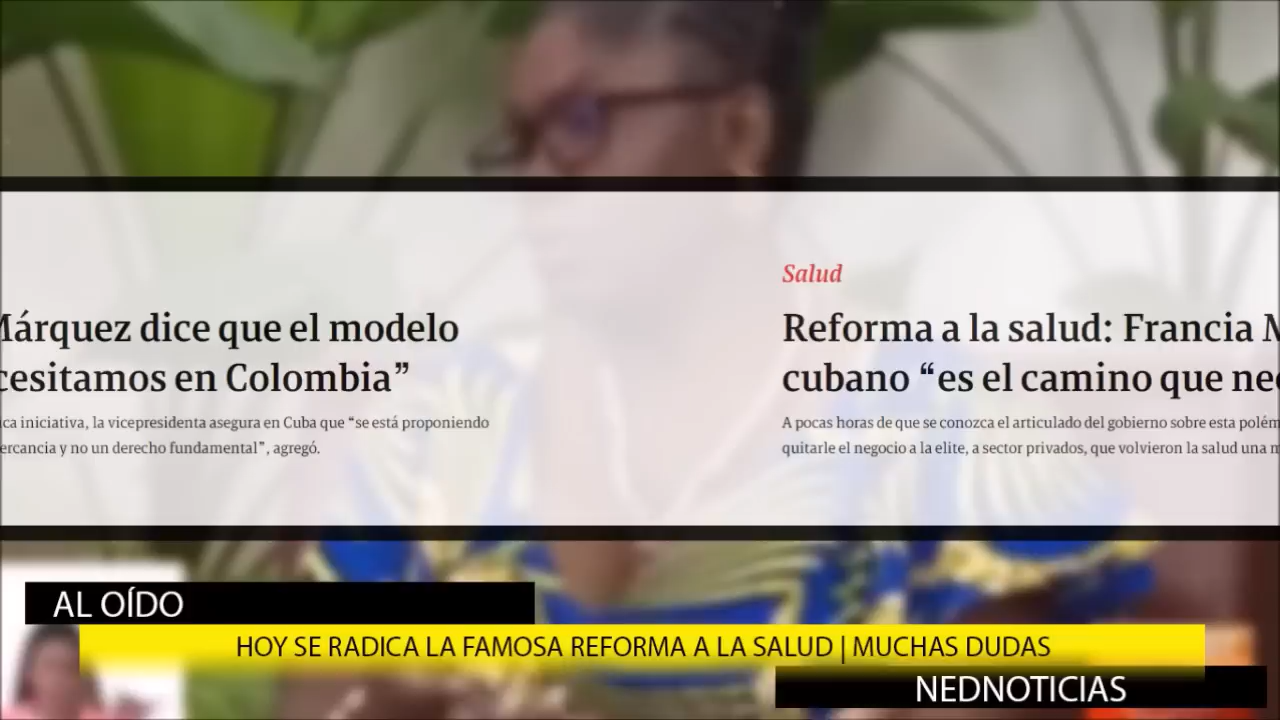 Márquez dice que el modelo
cesitamos en Colombia”
ica iniciativa, la vicepresidenta asegura en Cuba que “se está proponiendo
ercancia y no un derecho fundamental”, agregó.
Salud
Reforma a la salud: Francia M
cubano “es el camino que nec
A pocas horas de que se conozca el articulado del gobierno sobre esta polém
quitarle el negocio a la elite, a sector privados, que volvieron la salud una m
AL OÍDO
HOY SE RADICA LA FAMOSA REFORMA A LA SALUD | MUCHAS DUDAS
NEDNOTICIAS